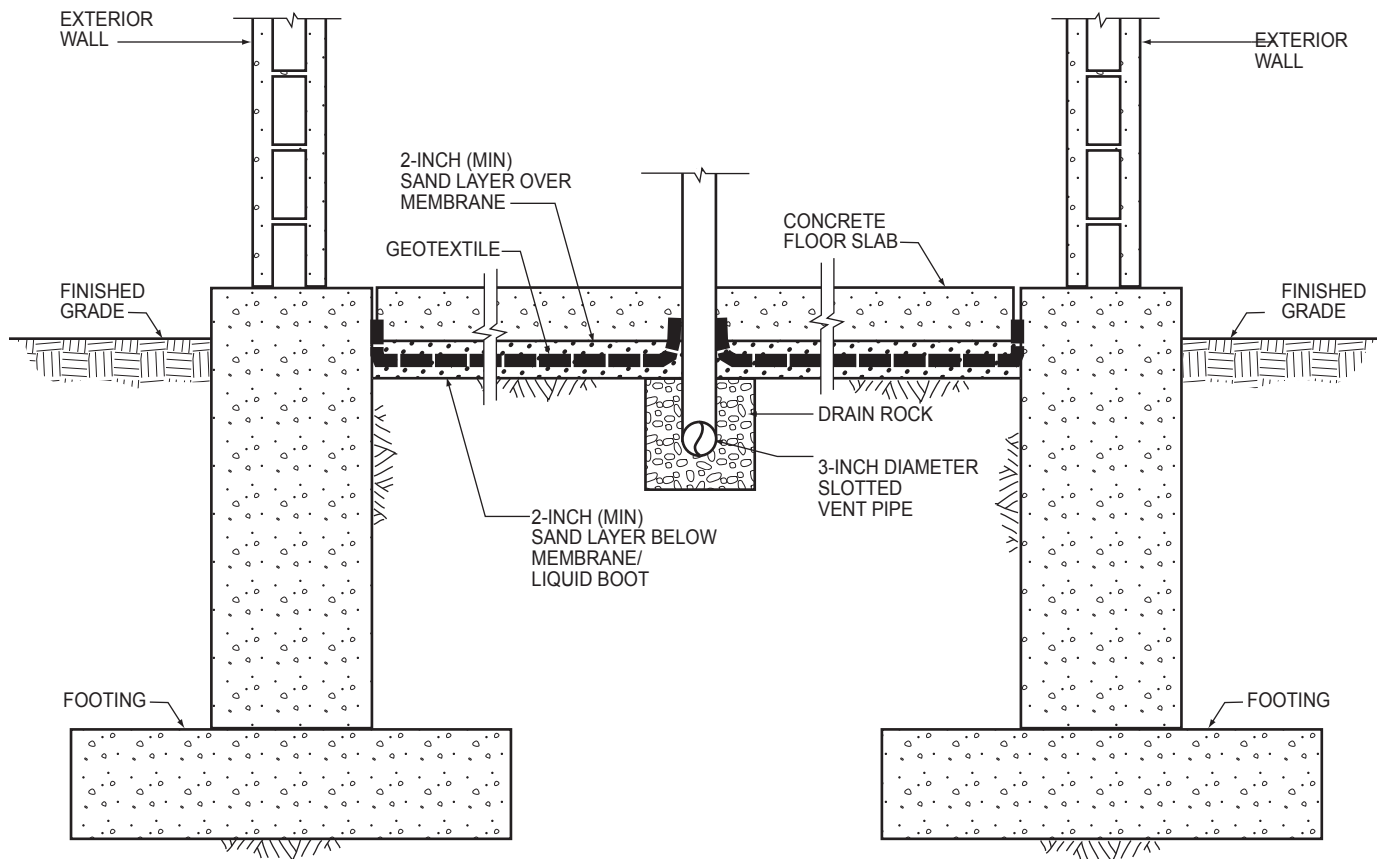 EXTERIOR
WALL
EXTERIOR
WALL
2-INCH (MIN)
SAND LAYER OVER
MEMBRANE
GEOTEXTILE
CONCRETE
FLOOR SLAB
FINISHED
GRADE
FINISHED
GRADE
DRAIN ROCK
3-INCH DIAMETER
SLOTTED
VENT PIPE
2-INCH (MIN)
SAND LAYER BELOW
MEMBRANE/
LIQUID BOOT
FOOTING
FOOTING